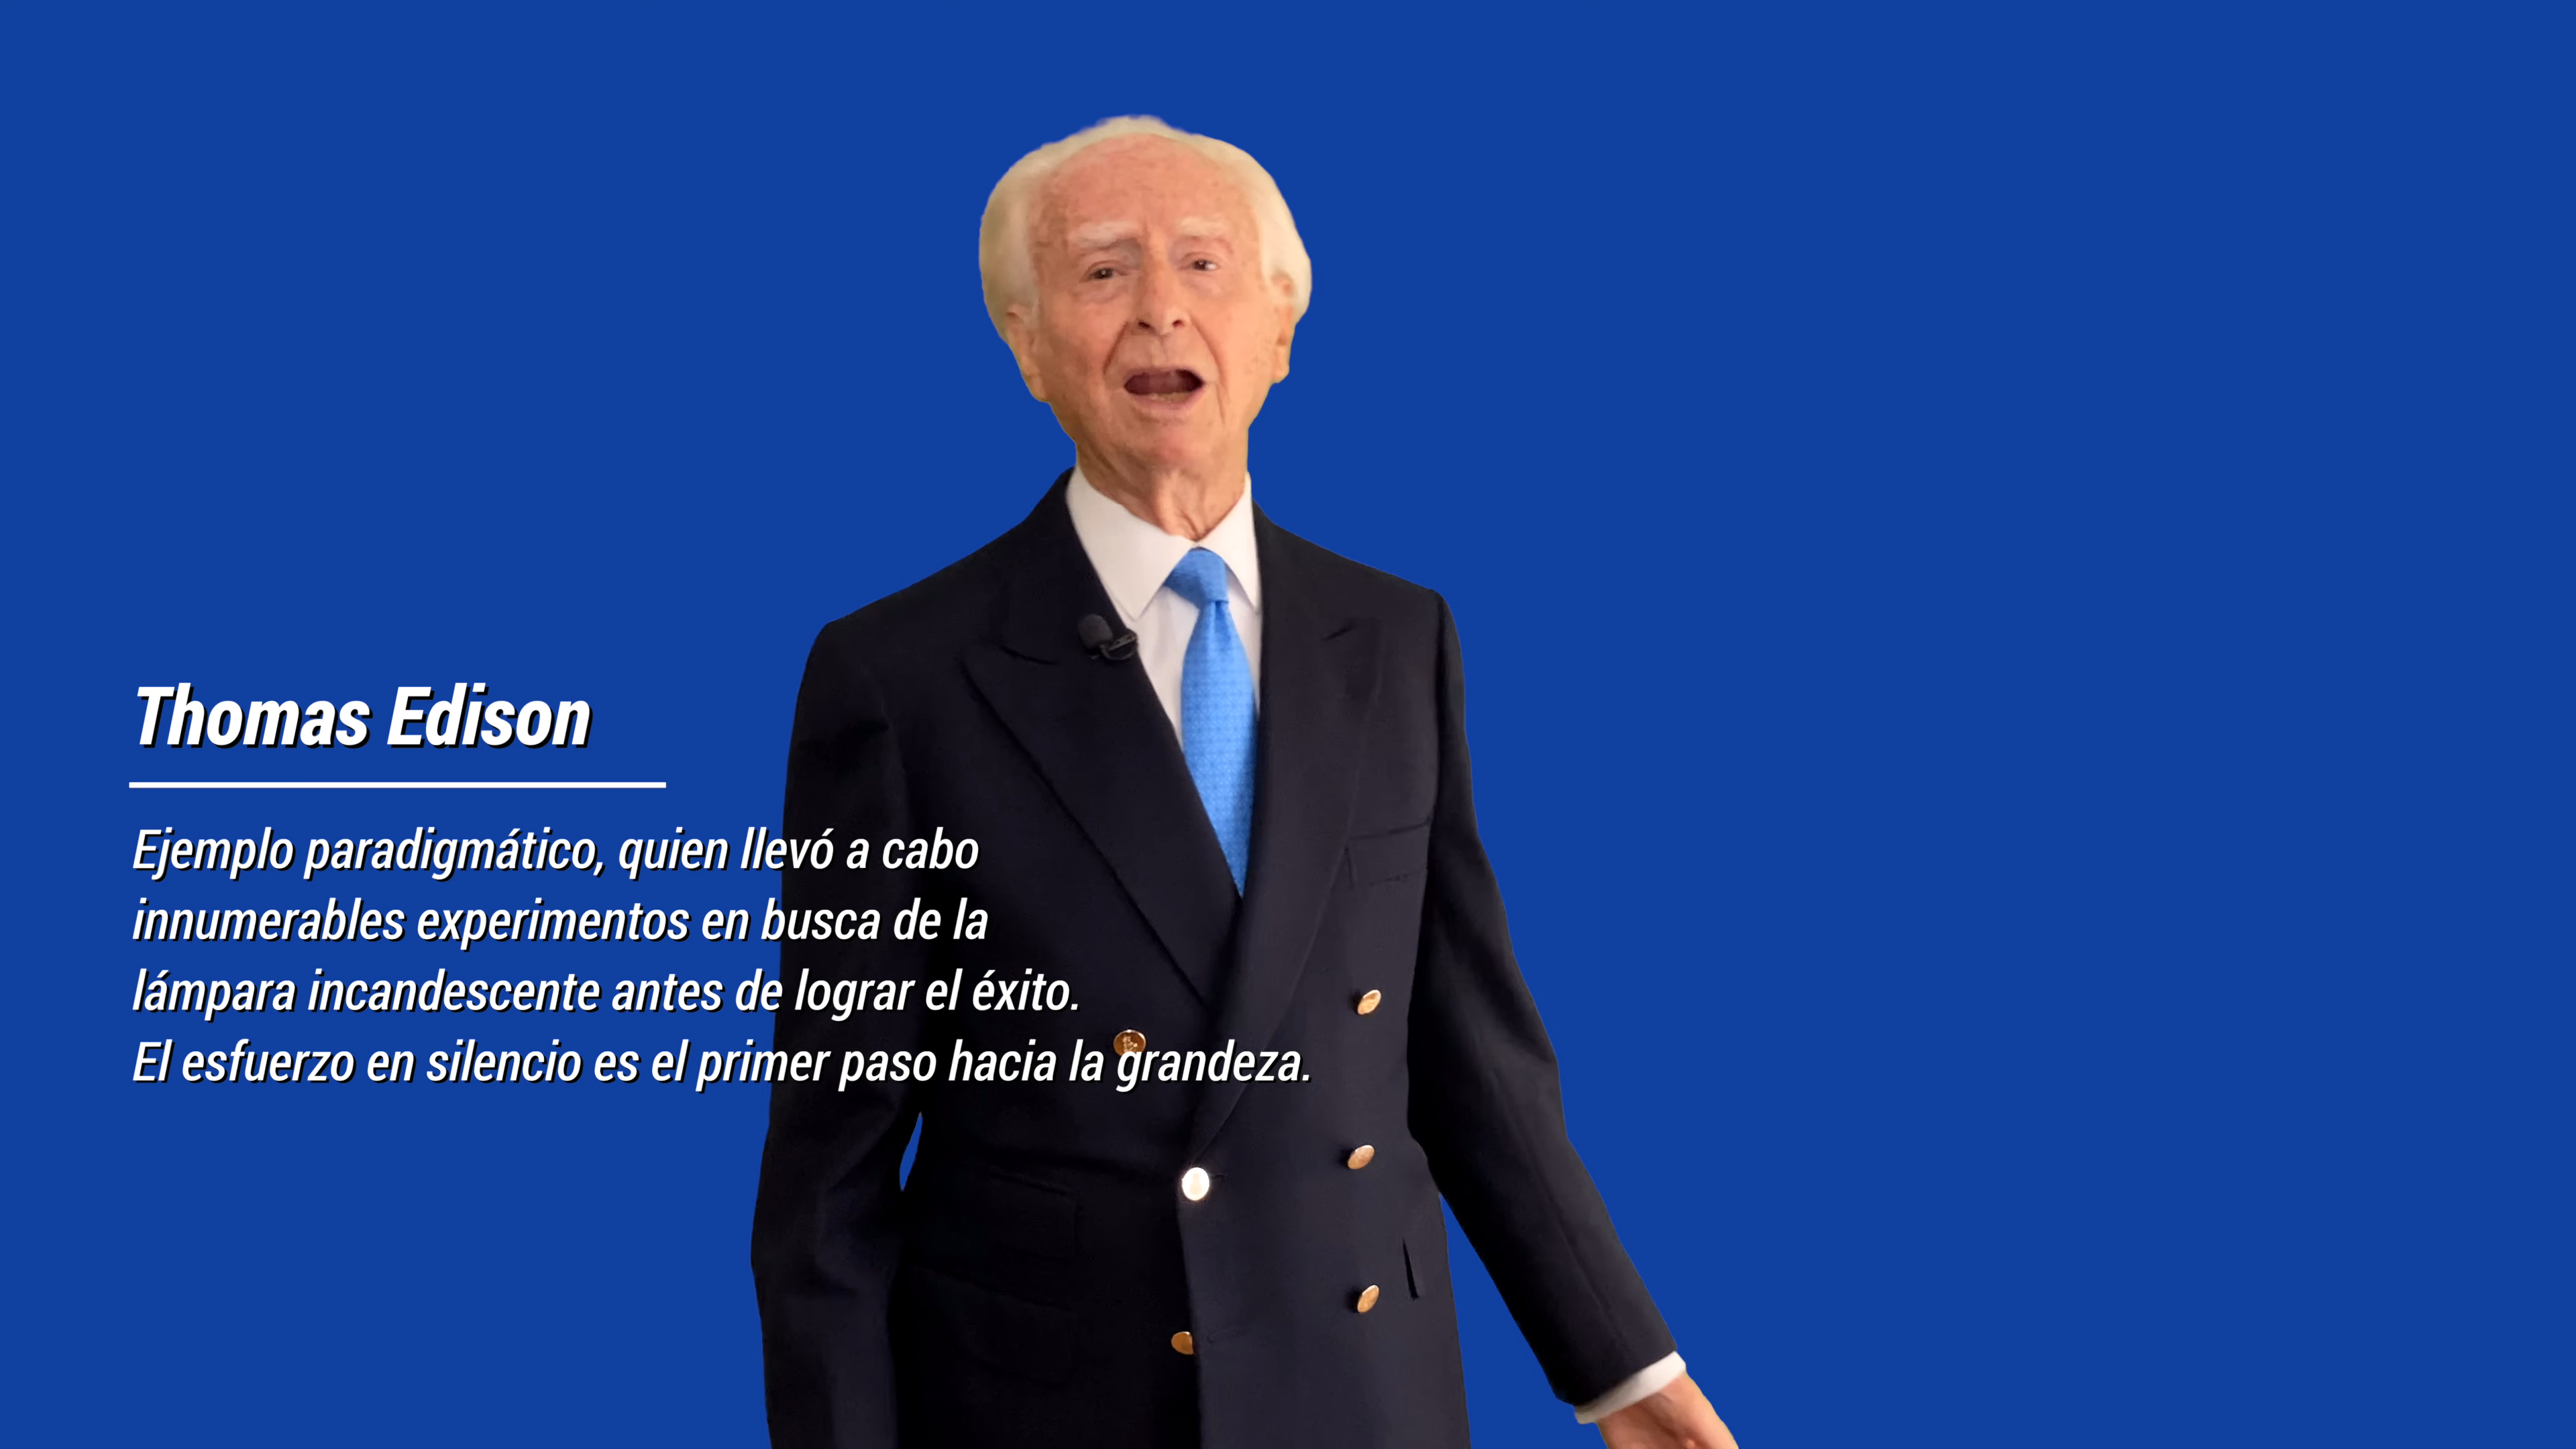 Thomas Edison
Ejemplo paradigmático, quien llevó a cabo
innumerables experimentos en busca de la
lámpara incandescente antes de lograr el éxito.
El esfuerzo en silencio es el primer paso hacia la grandeza.